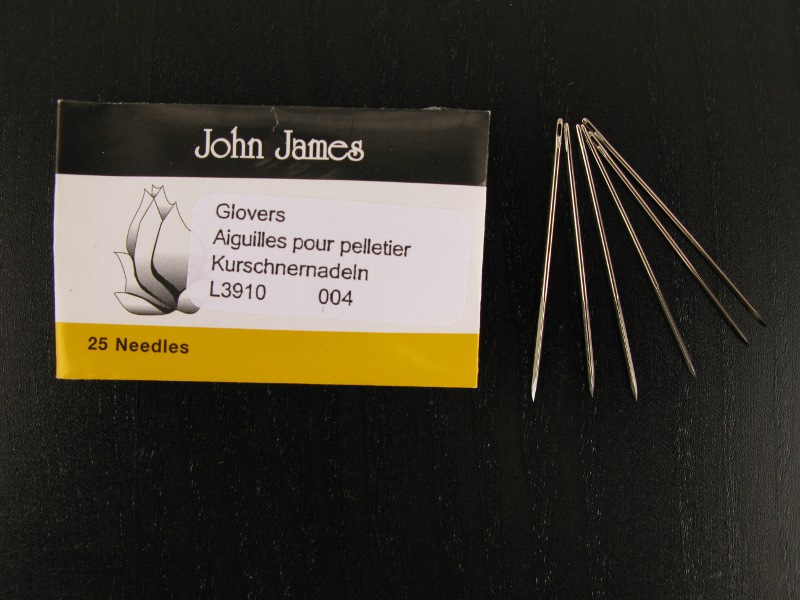 John James
Glovers
Aiguilles pour pelletier
Kurschnernadeln
L3910 004
25 Needles